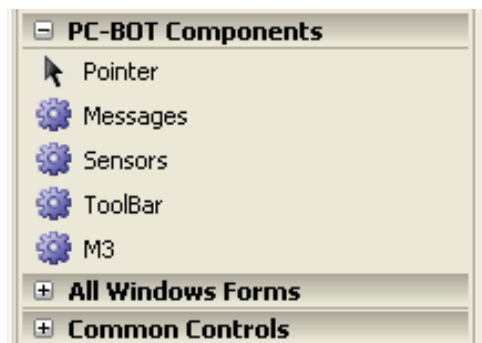 PC-BOT Components
Pointer
Messages
Sensors
ToolBar
M3
All Windows Forms
Common Controls